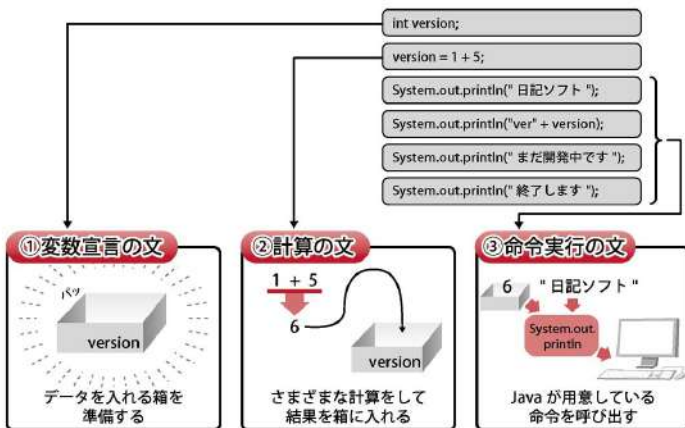 int version;
version = 1 + 5;
System.out.println(" 日記ソフト ");
System.out.println("ver" + version);
System.out.println(" まだ開発中です ");
System.out.println(" 終了します ");
①変数宣言の文
パッ
version
データを入れる箱を
準備する
②計算の文
1 + 5
6
version
さまざまな計算をして
結果を箱に入れる
③命令実行の文
6 " 日記ソフト "
System.out.
println
Java が用意している
命令を呼び出す